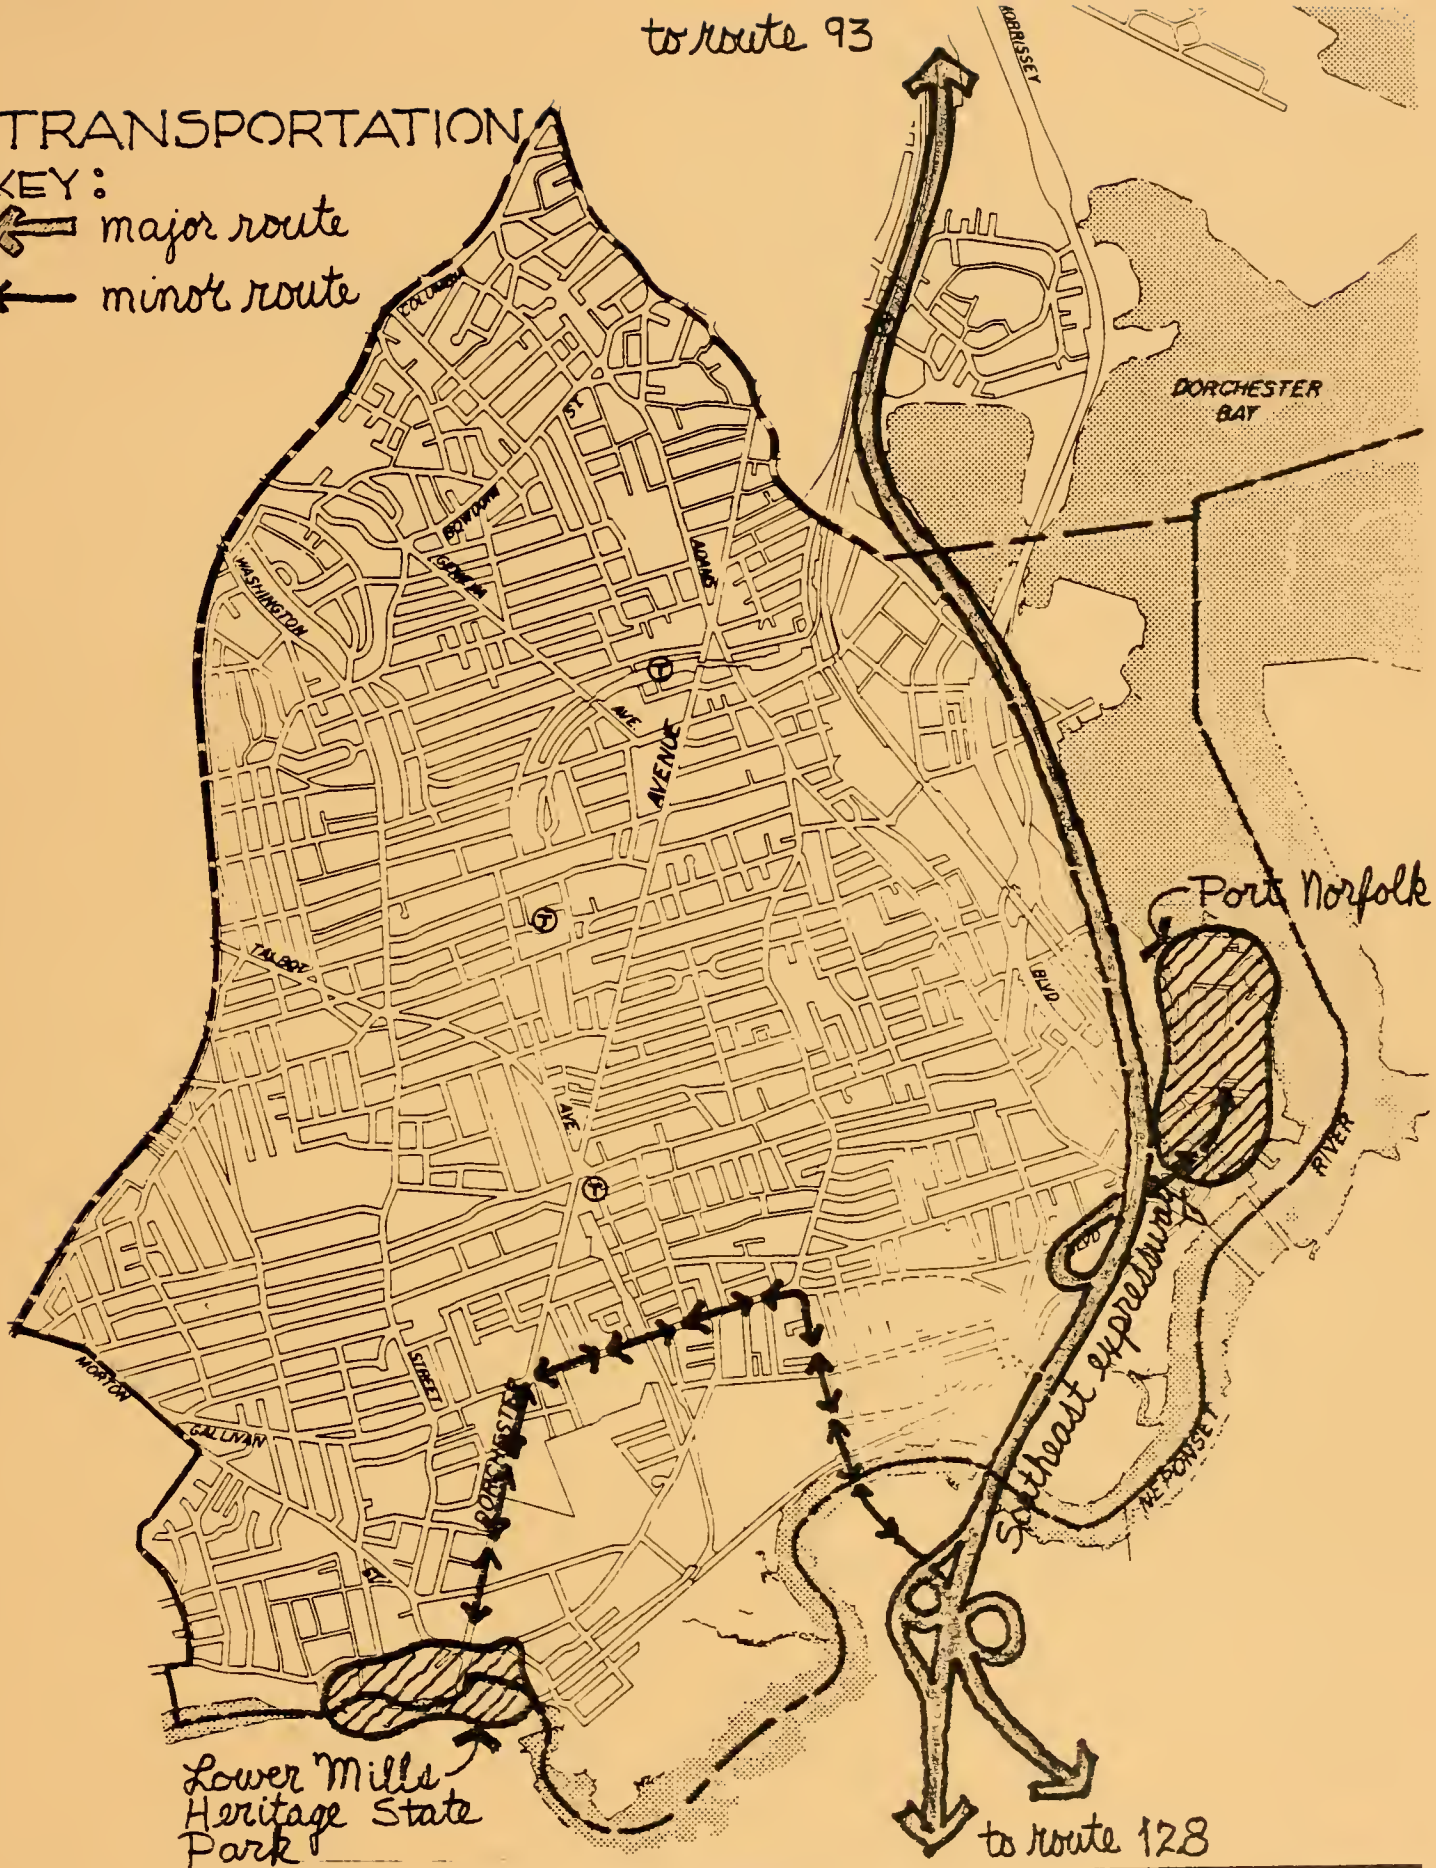 to route 93
MORRISSEY
TRANSPORTATION
KEY:
major route
minor route
COLUMBIA
DORCHESTER
BAY
ST
BOWDOIN
GENEVA
ADAMS
WASHINGTON
T
AVE.
AVENUE
Port Norfolk
T
TALBOT
BLVD.
AVE.
RIVER
T
BLVD
Southeast expressway
MORTON
STREET
GALLIVAN
DORCHESTER
NEPONSET
Lower Mills
Heritage State
Park
to route 128